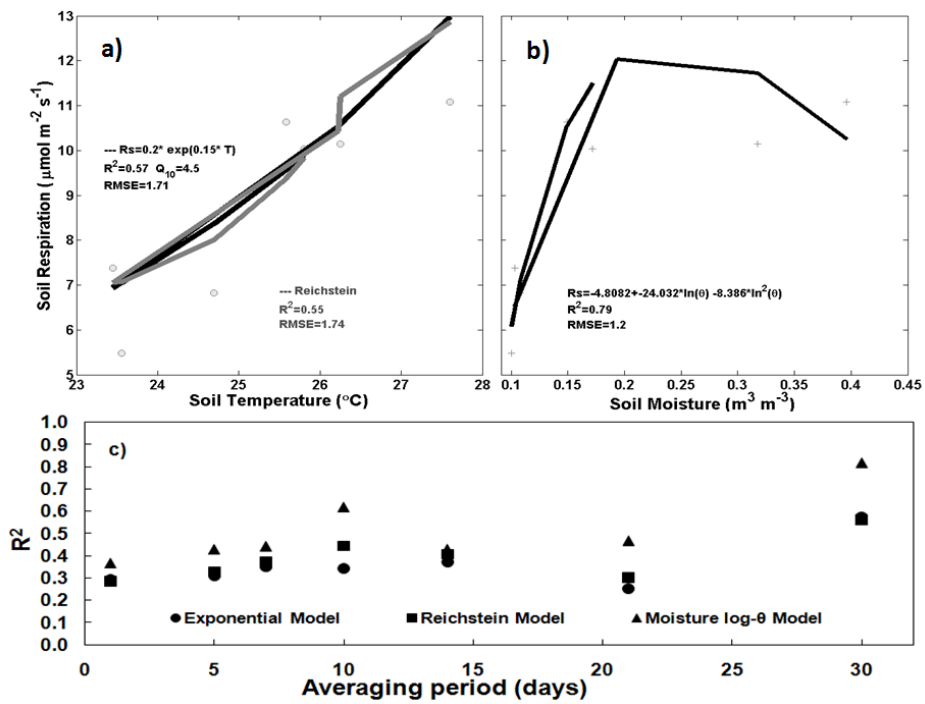 a)
Soil Respiration (μmol m⁻² s⁻¹)
13
12
11
10
9
8
7
6
5
--- Rs=0.2* exp(0.15* T)
R²=0.57 Q₁₀=4.5
RMSE=1.71
--- Reichstein
R²=0.55
RMSE=1.74
23 24 25 26 27 28
Soil Temperature (°C)
b)
Rs=-4.8082+-24.032*ln(θ) -8.386*ln²(θ)
R²=0.79
RMSE=1.2
0.1 0.15 0.2 0.25 0.3 0.35 0.4 0.45
Soil Moisture (m³ m⁻³)
c)
R²
1.0
0.9
0.8
0.7
0.6
0.5
0.4
0.3
0.2
0.1
0.0
Exponential Model Reichstein Model Moisture log-θ Model
0 5 10 15 20 25 30
Averaging period (days)